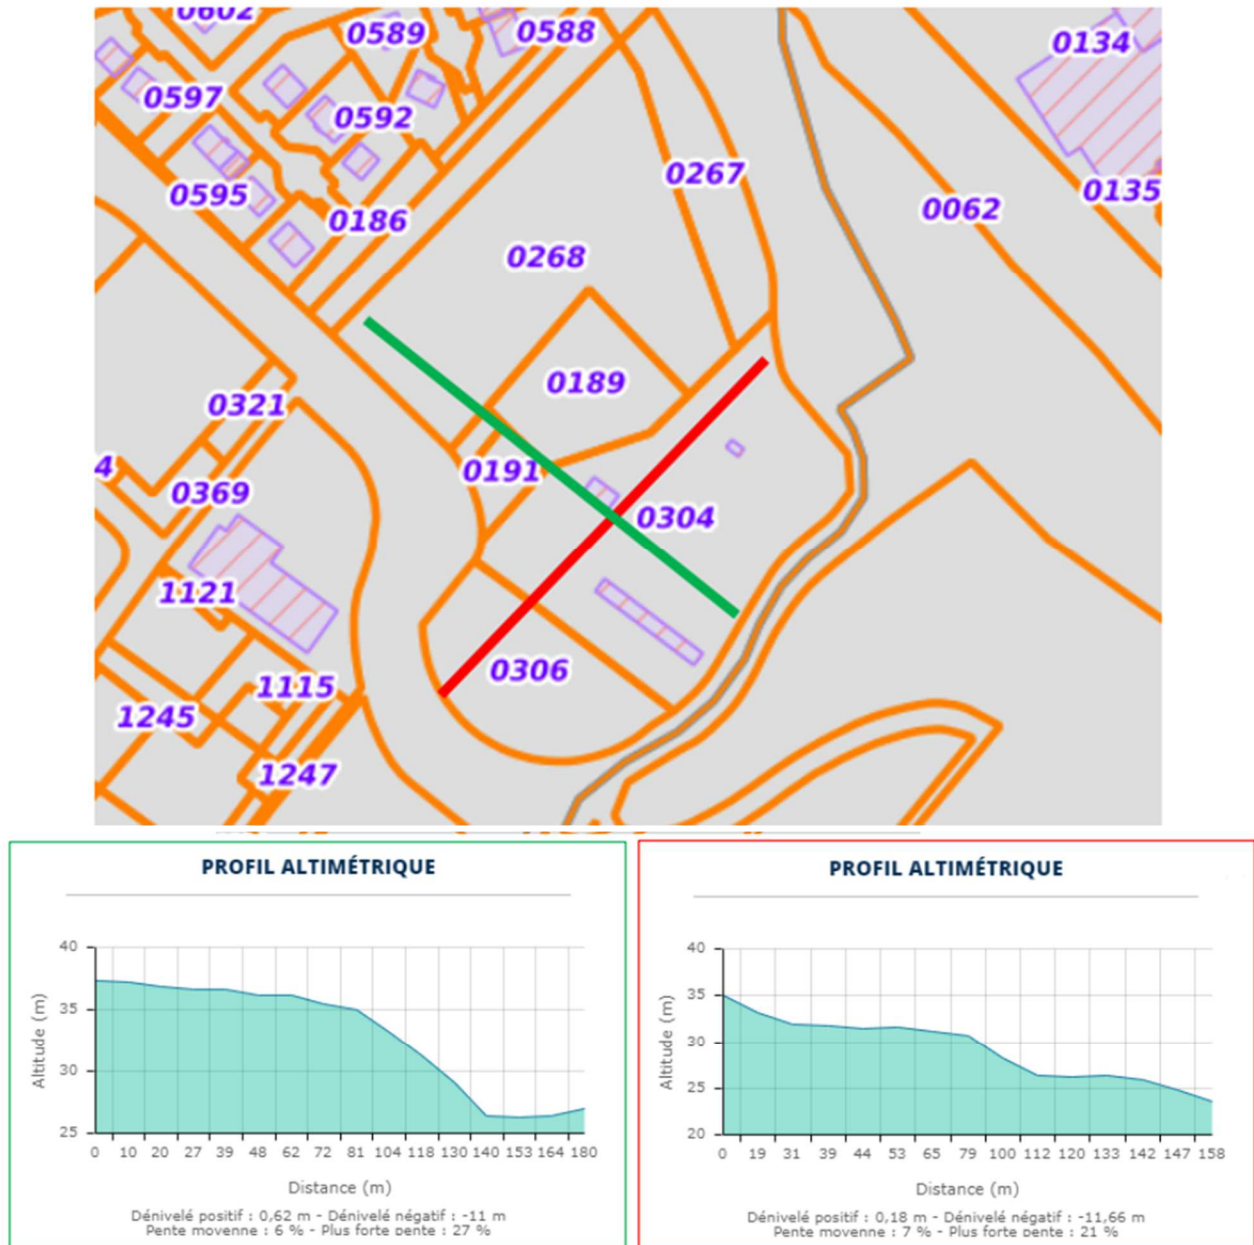 0602
0589
0588
0134
0597
0592
0267
0135
0595
0186
0062
0268
0189
0321
4
0191
0369
0304
1121
0306
1115
1245
1247
PROFIL ALTIMÉTRIQUE
40
35
30
25
Altitude (m)
0 10 20 27 39 48 62 72 81 104 118 130 140 153 164 180
Distance (m)
Dénivelé positif : 0,62 m - Dénivelé négatif : -11 m
Pente moyenne : 6 % - Plus forte pente : 27 %
PROFIL ALTIMÉTRIQUE
40
35
30
25
20
Altitude (m)
0 19 31 39 44 53 65 79 100 112 120 133 142 147 158
Distance (m)
Dénivelé positif : 0,18 m - Dénivelé négatif : -11,66 m
Pente moyenne : 7 % - Plus forte pente : 21 %